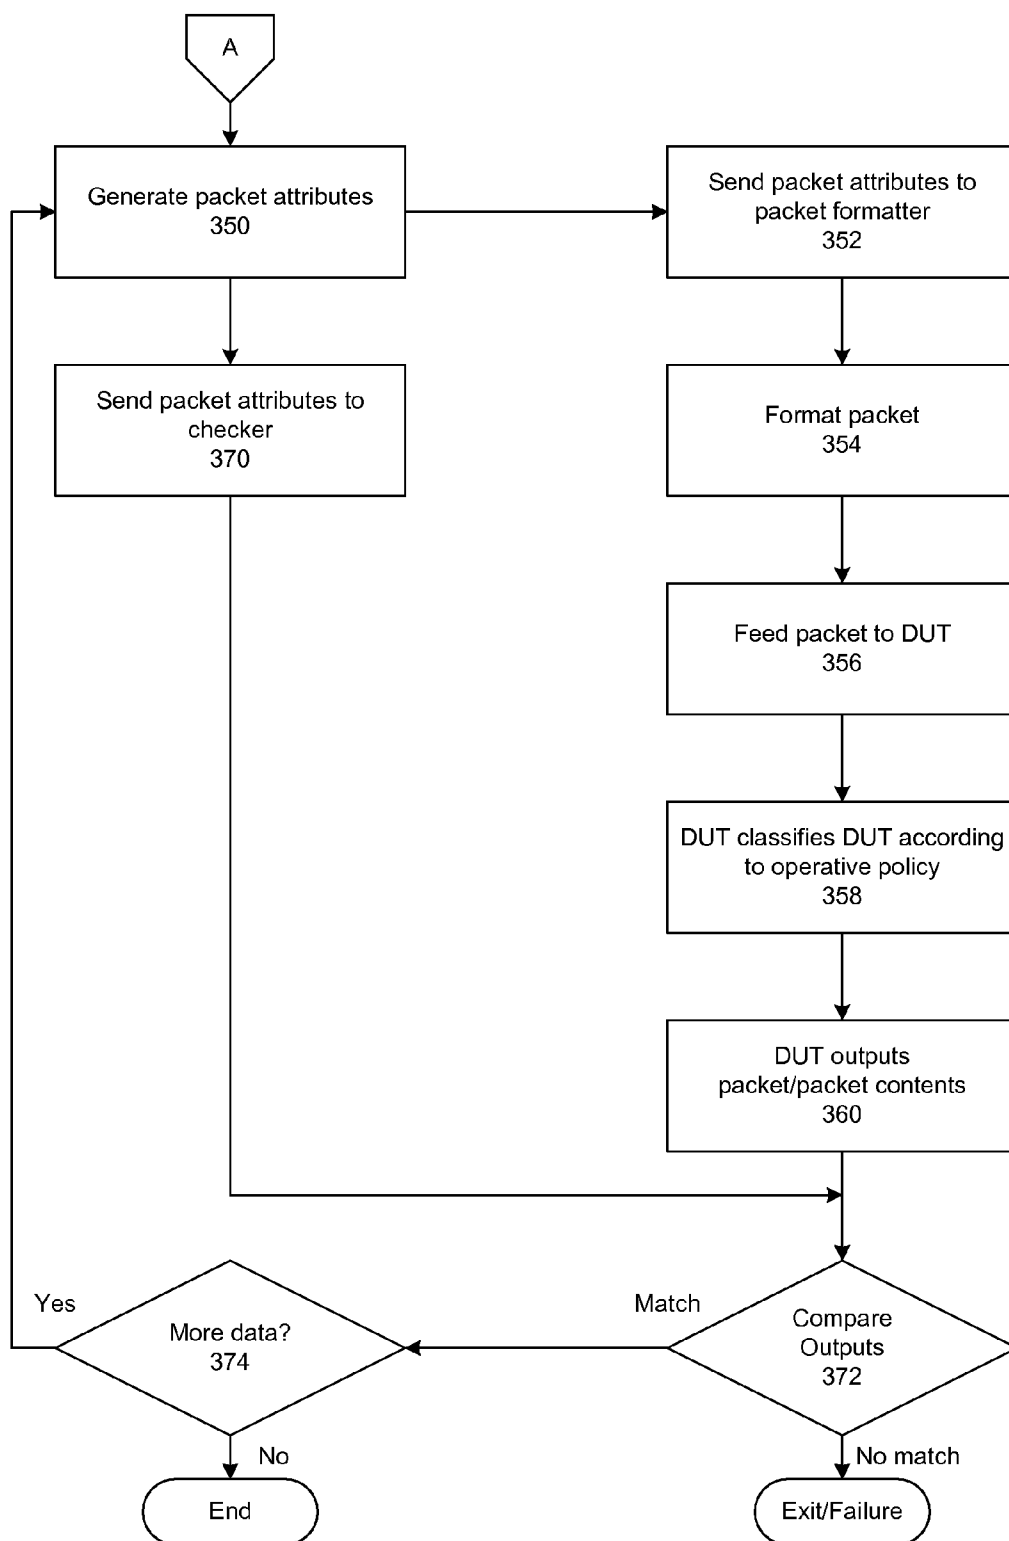 A
Generate packet attributes
350
Send packet attributes to
packet formatter
352
Send packet attributes to
checker
370
Format packet
354
Feed packet to DUT
356
DUT classifies DUT according
to operative policy
358
DUT outputs
packet/packet contents
360
Yes
More data?
374
Match
Compare
Outputs
372
No
No match
End
Exit/Failure